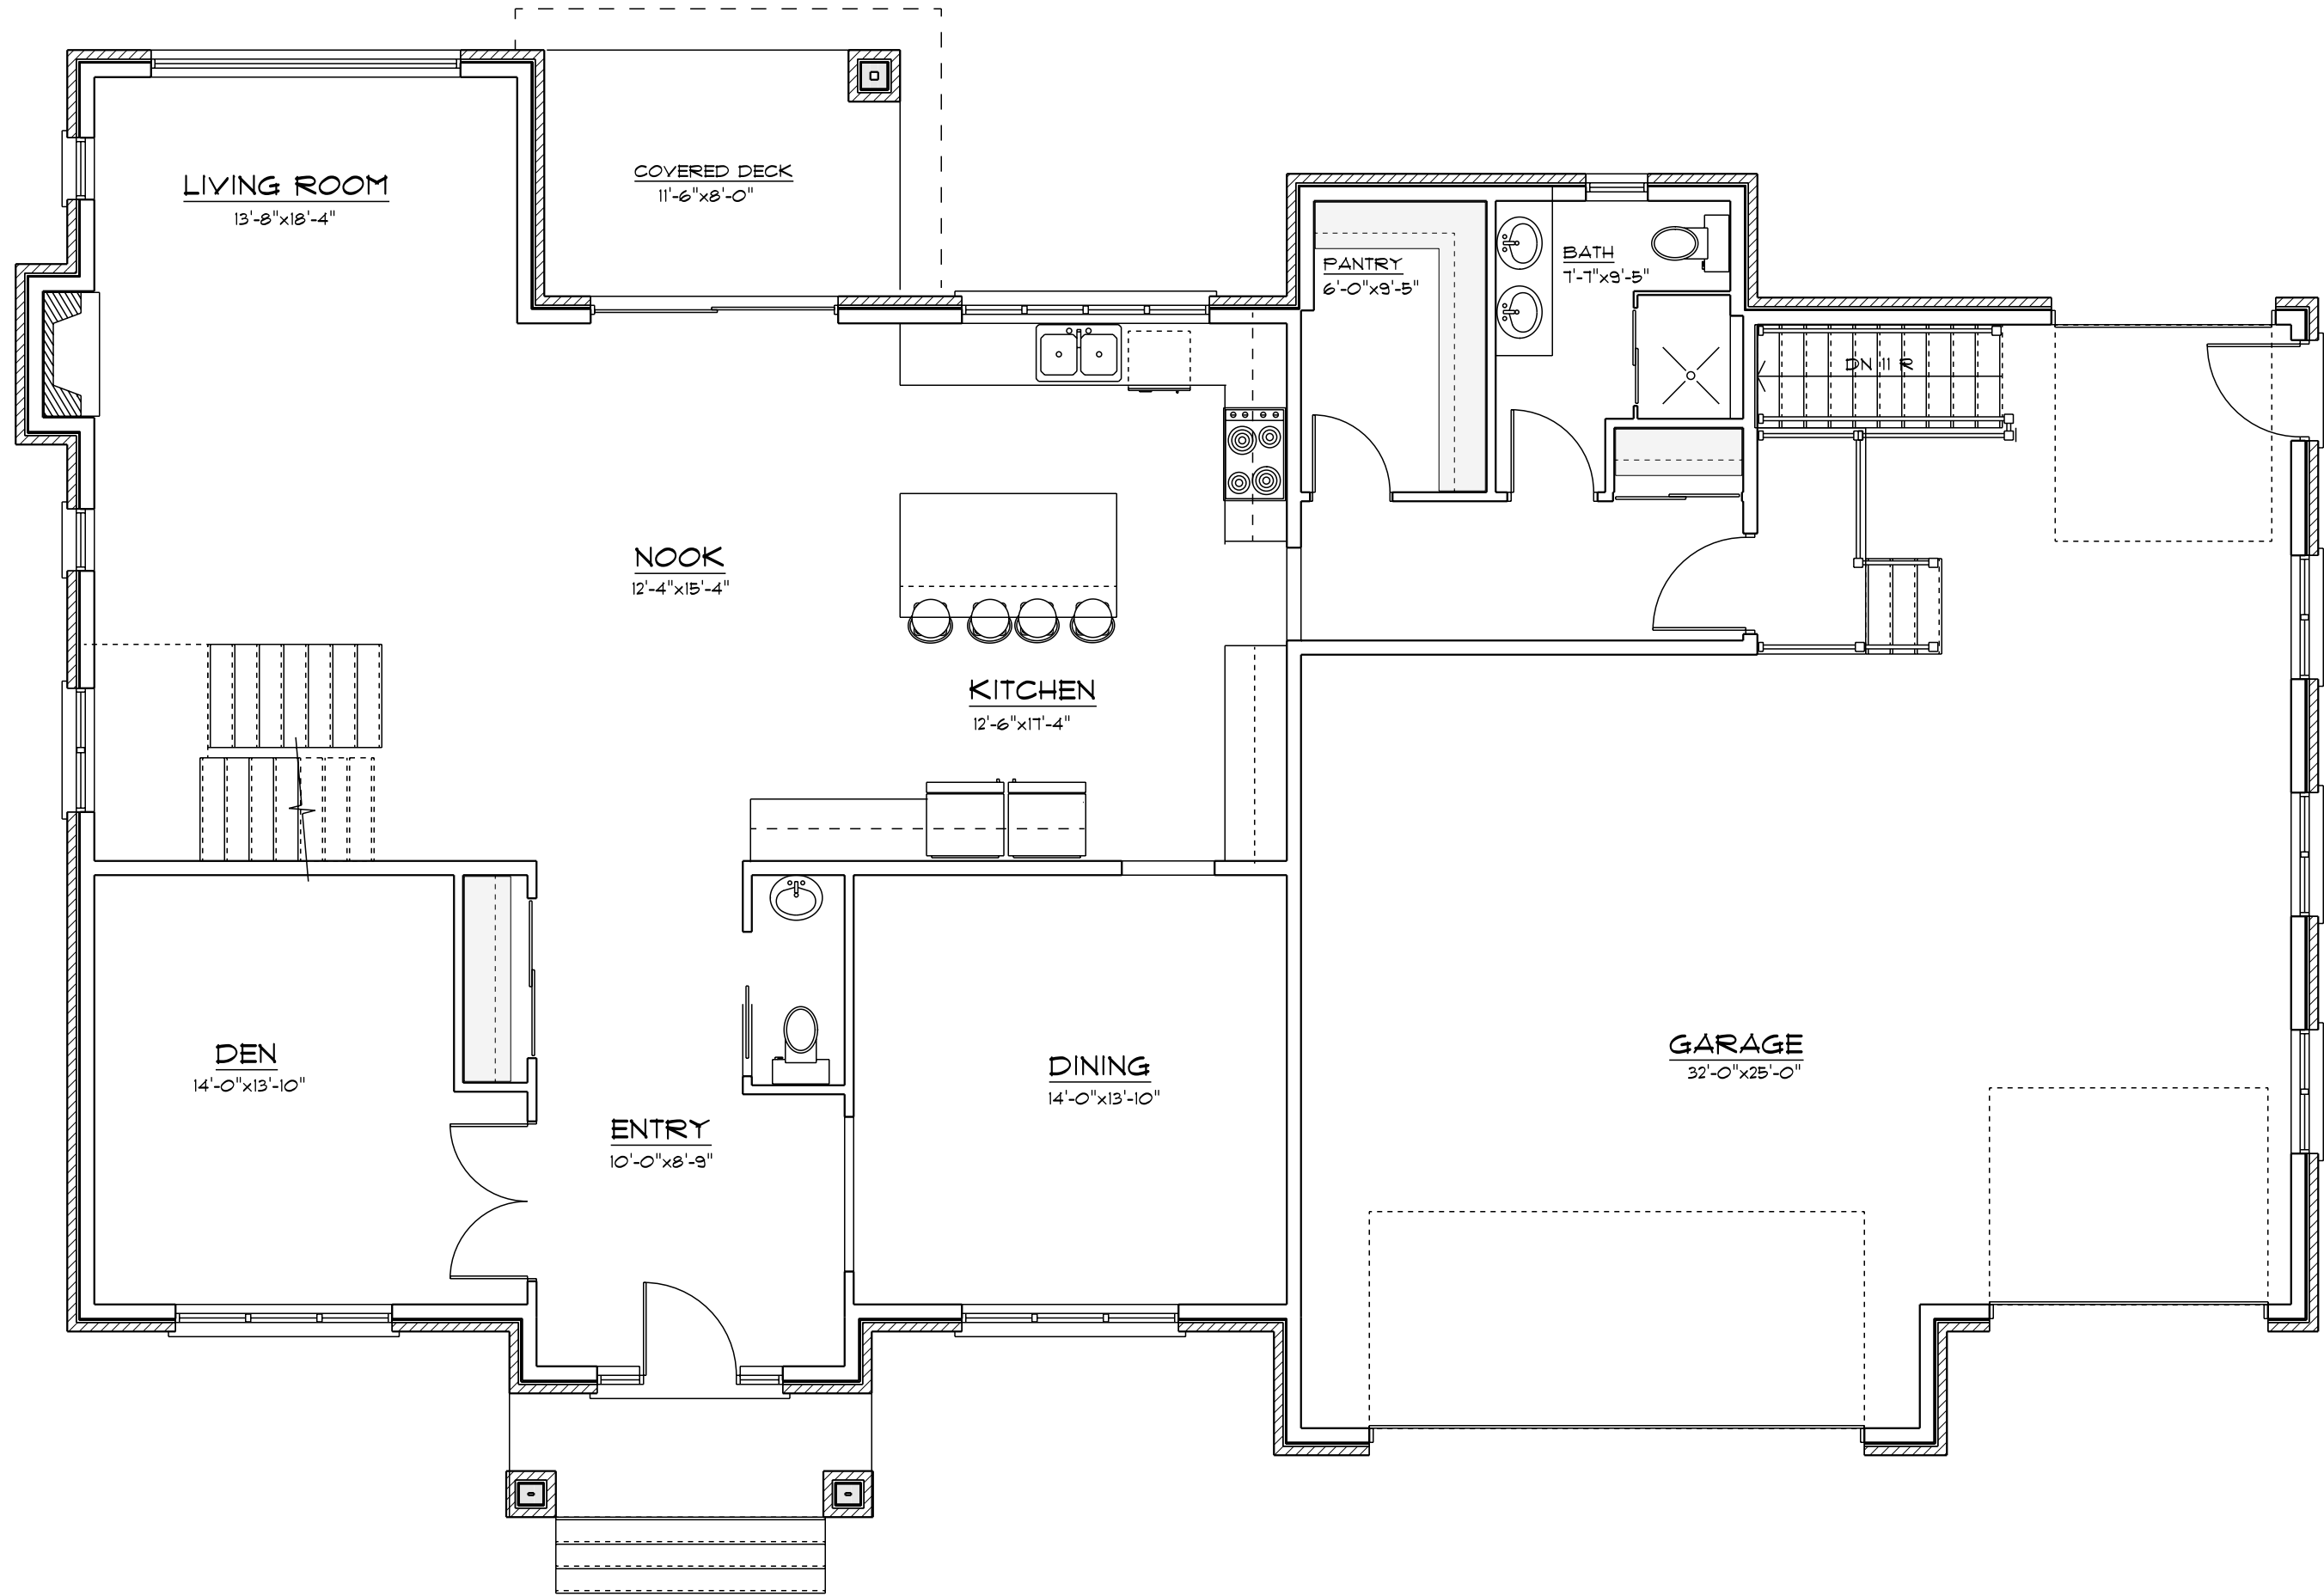 COVERED DECK
11'-6"x8'-0"
LIVING ROOM
13'-8"x18'-4"
PANTRY
6'-0"x9'-5"
BATH
7'-7"x9'-5"
DN 11 R
NOOK
12'-4"x15'-4"
KITCHEN
12'-6"x17'-4"
DEN
14'-0"x13'-10"
ENTRY
10'-0"x8'-9"
DINING
14'-0"x13'-10"
GARAGE
32'-0"x25'-0"